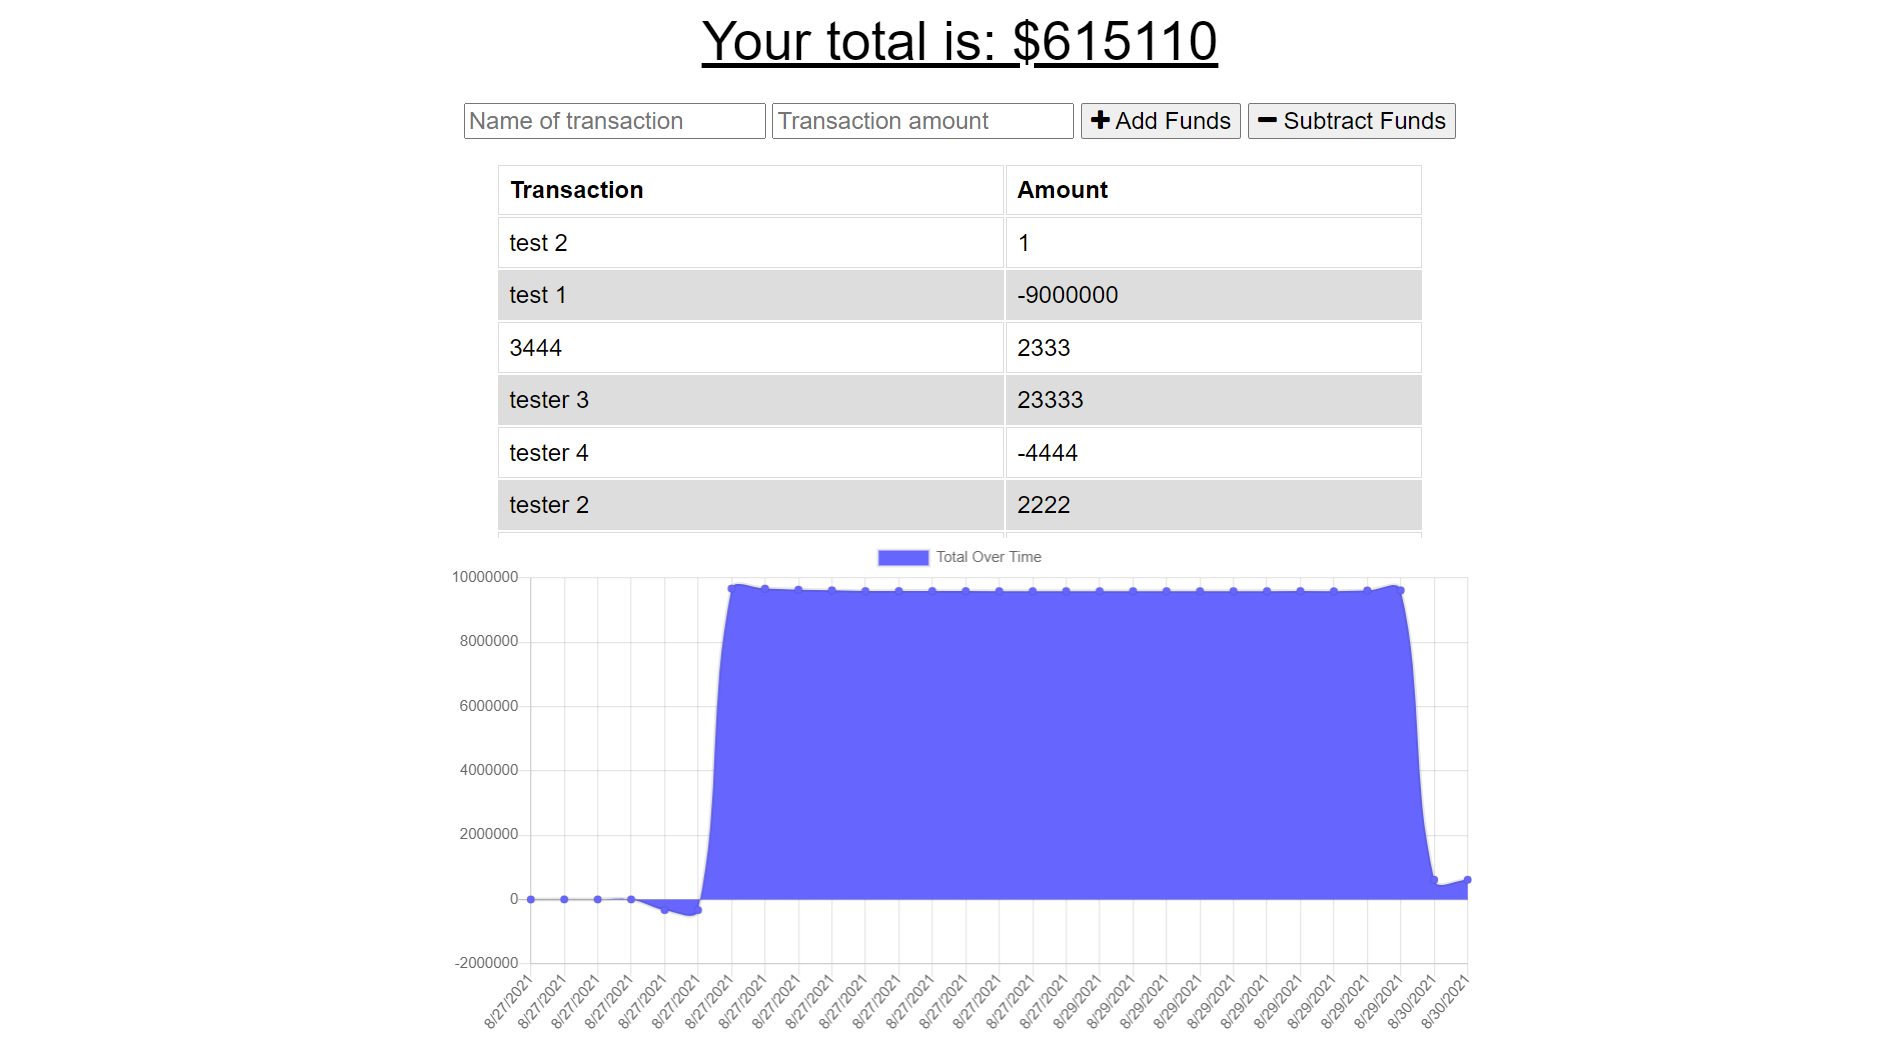 Your total is: $615110
Name of transaction Transaction amount Add Funds Subtract Funds
Transaction Amount
test 2 1
test 1 -9000000
3444 2333
tester 3 23333
tester 4 -4444
tester 2 2222
Total Over Time
10000000
8000000
6000000
4000000
2000000
0
-2000000
8/27/2021 8/27/2021 8/27/2021 8/27/2021 8/27/2021 8/27/2021 8/27/2021 8/27/2021 8/27/2021 8/27/2021 8/27/2021 8/27/2021 8/27/2021 8/27/2021 8/27/2021 8/27/2021 8/27/2021 8/29/2021 8/29/2021 8/29/2021 8/29/2021 8/29/2021 8/29/2021 8/29/2021 8/29/2021 8/29/2021 8/29/2021 8/30/2021 8/30/2021